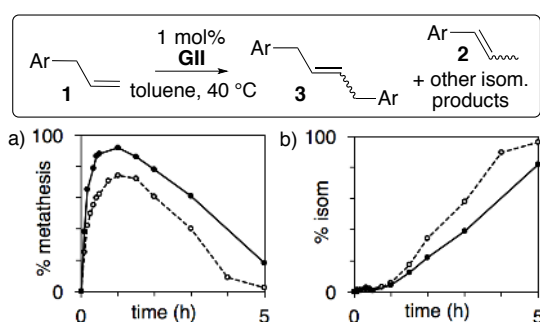 Ar
1
1 mol%
GII
toluene, 40 °C
Ar
3
Ar
Ar
2
+ other isom.
products
a)
100
% metathesis
0
0
time (h)
5
b)
100
% isom
0
0
time (h)
5